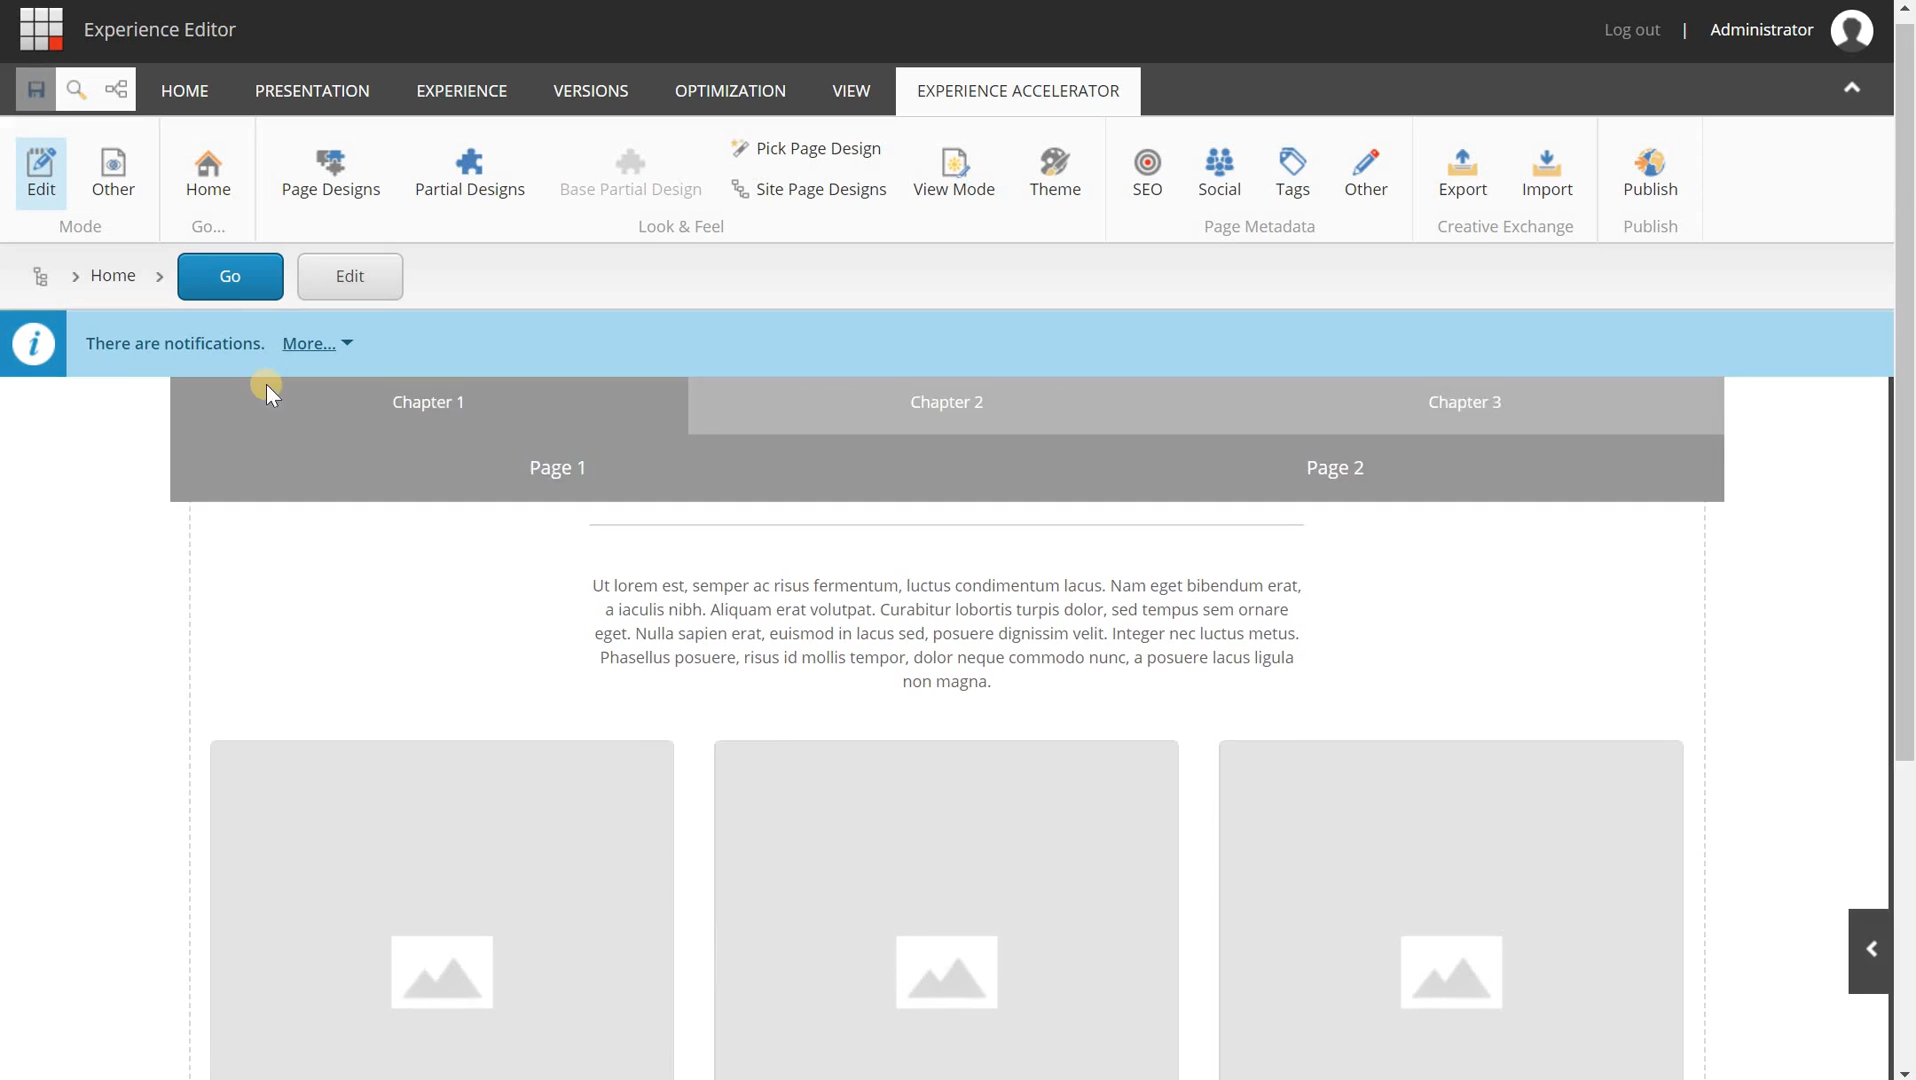 Experience Editor
Log out | Administrator
HOME PRESENTATION EXPERIENCE VERSIONS OPTIMIZATION VIEW EXPERIENCE ACCELERATOR
Edit Other Home Page Designs Partial Designs Base Partial Design Pick Page Design Site Page Designs View Mode Theme SEO Social Tags Other Export Import Publish
Mode Go... Look & Feel Page Metadata Creative Exchange Publish
Home Go Edit
i There are notifications. More...
Chapter 1 Chapter 2 Chapter 3
Page 1 Page 2
Ut lorem est, semper ac risus fermentum, luctus condimentum lacus. Nam eget bibendum erat,
a iaculis nibh. Aliquam erat volutpat. Curabitur lobortis turpis dolor, sed tempus sem ornare
eget. Nulla sapien erat, euismod in lacus sed, posuere dignissim velit. Integer nec luctus metus.
Phasellus posuere, risus id mollis tempor, dolor neque commodo nunc, a posuere lacus ligula
non magna.